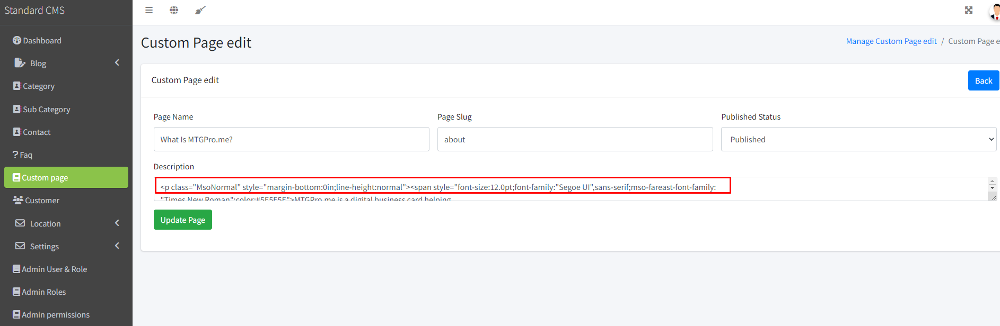 Standard CMS
Dashboard
Blog
Category
Sub Category
Contact
? Faq
Custom page
Customer
Location
Settings
Admin User & Role
Admin Roles
Admin permissions
Custom Page edit
Manage Custom Page edit / Custom Page e
Custom Page edit
Back
Page Name
Page Slug
Published Status
What Is MTGPro.me?
about
Published
Description
<p class="MsoNormal" style="margin-bottom:0in;line-height:normal"><span style="font-size:12.0pt;font-family:"Segoe UI",sans-serif;mso-fareast-font-family:
"Times New Roman";color:#5F5F5F">MTGPro.me is a digital business card helping
Update Page